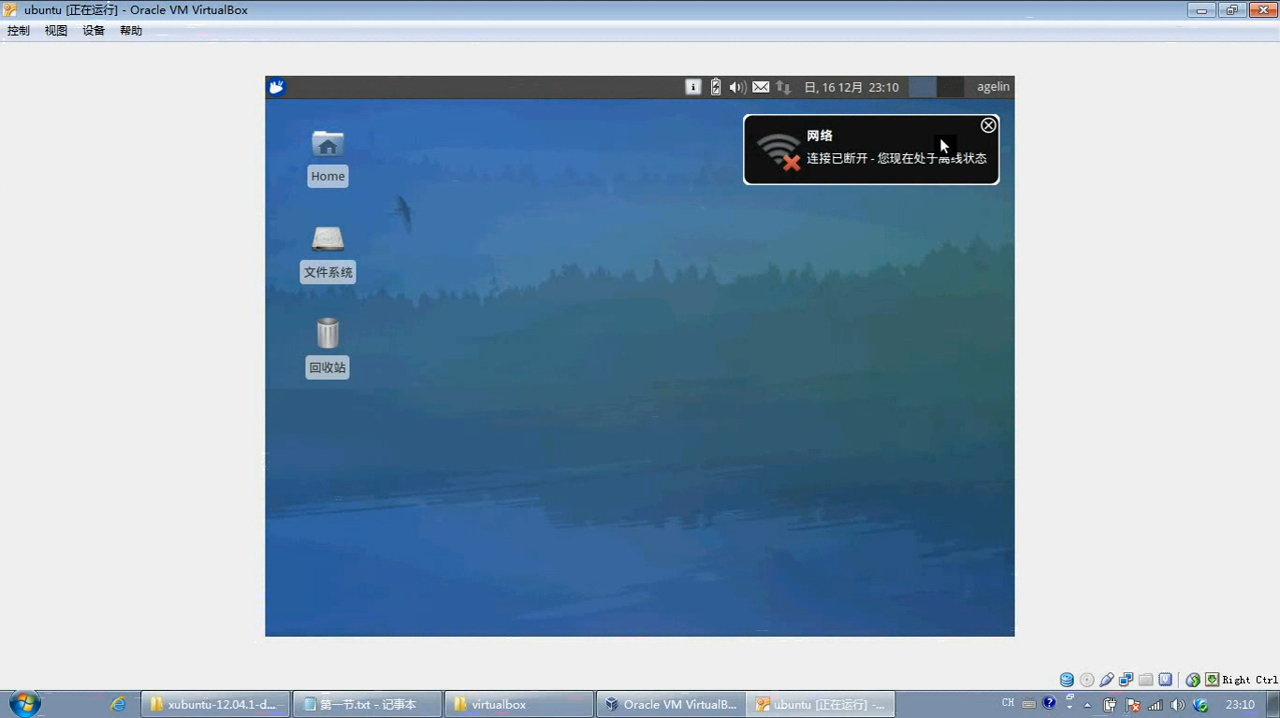 ubuntu [正在运行] - Oracle VM VirtualBox
控制 视图 设备 帮助
日, 16 12月 23:10 agelin
网络
连接已断开 - 您现在处于离线状态
Home
文件系统
回收站
Right Ctrl
xubuntu-12.04.1-d... 第一节.txt - 记事本 virtualbox Oracle VM VirtualB... ubuntu [正在运行] -... CH 23:10